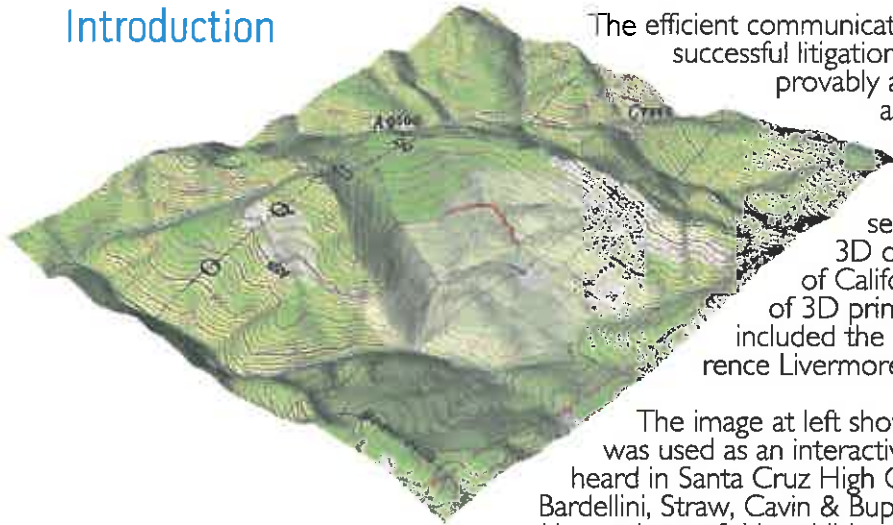 Introduction
The efficient communicat
successful litigation
provably a
a
se
3D c
of Califo
of 3D prin
included the
rence Livermore
The image at left sho
was used as an interactiv
heard in Santa Cruz High C
Bardellini, Straw, Cavin & Bup